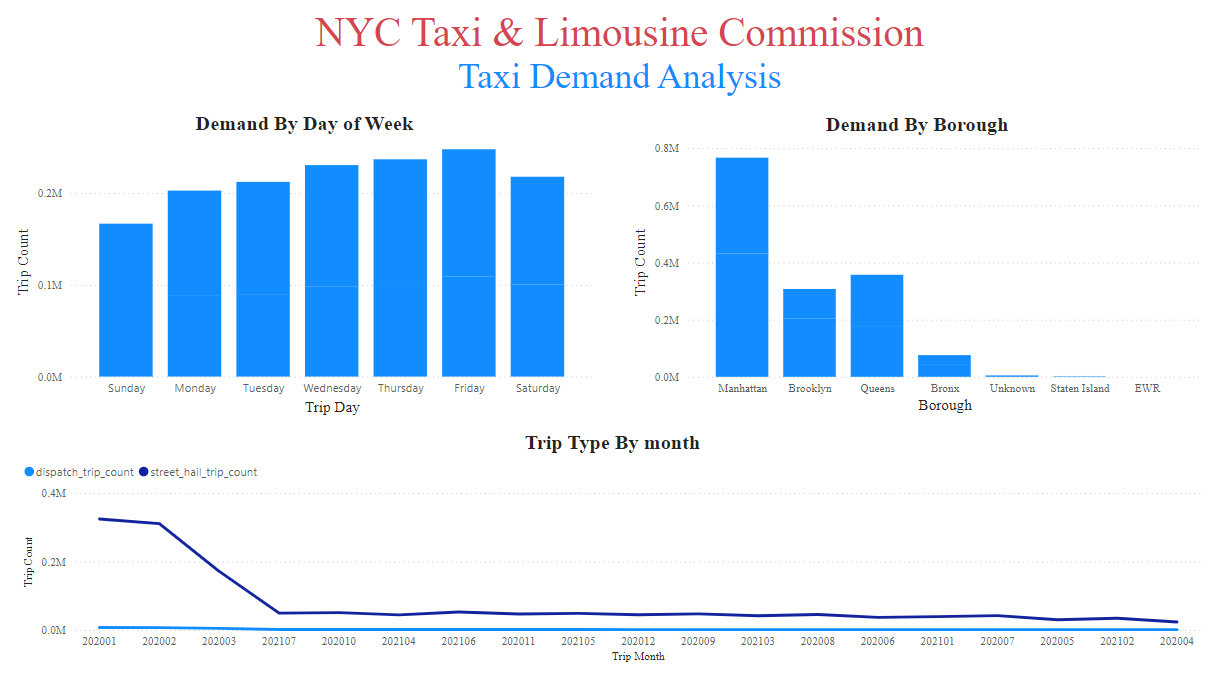 NYC Taxi & Limousine Commission
Taxi Demand Analysis
Demand By Day of Week
0.2M
0.1M
0.0M
Trip Count
Sunday Monday Tuesday Wednesday Thursday Friday Saturday
Trip Day
Demand By Borough
0.8M
0.6M
0.4M
0.2M
0.0M
Trip Count
Manhattan Brooklyn Queens Bronx Unknown Staten Island EWR
Borough
Trip Type By month
dispatch_trip_count street_hail_trip_count
0.4M
0.2M
0.0M
Trip Count
202001 202002 202003 202107 202010 202104 202106 202011 202105 202012 202009 202103 202008 202006 202101 202007 202005 202102 202004
Trip Month